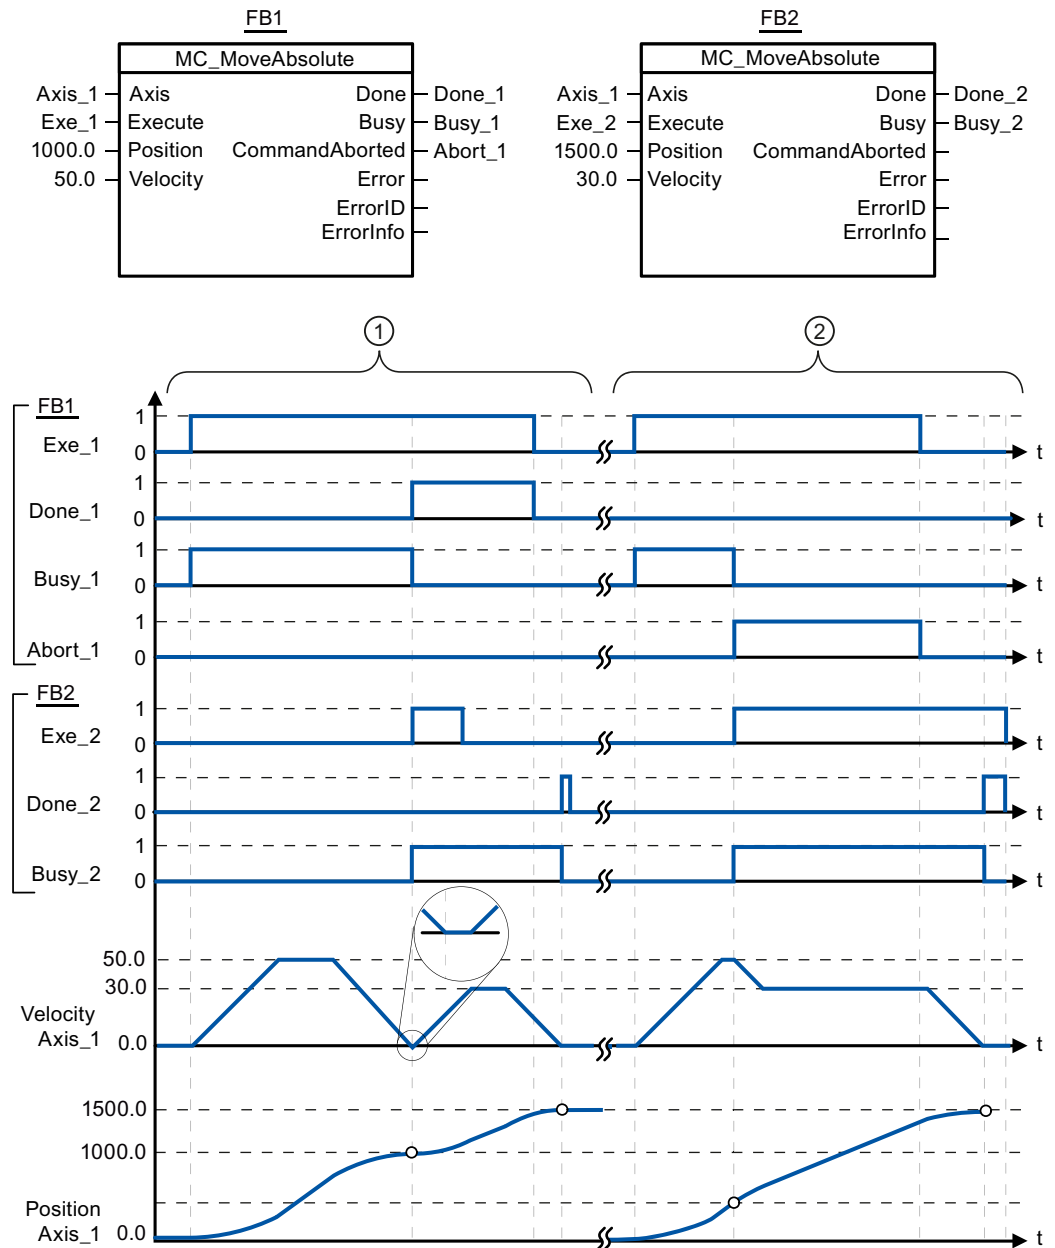 FB1 FB2
MC_MoveAbsolute MC_MoveAbsolute
Axis_1 Axis Done Done_1 Axis_1 Axis Done Done_2
Exe_1 Execute Busy Busy_1 Exe_2 Execute Busy Busy_2
1000.0 Position CommandAborted Abort_1 1500.0 Position CommandAborted
50.0 Velocity Error 30.0 Velocity Error
ErrorID ErrorID
ErrorInfo ErrorInfo
1 2
FB1
1
Exe_1 0 t
1
Done_1 0 t
1
Busy_1 0 t
1
Abort_1 0 t
FB2
1
Exe_2 0 t
1
Done_2 0 t
1
Busy_2 0 t
50.0
30.0
Velocity
Axis_1 0.0 t
1500.0
1000.0
Position
Axis_1 0.0 t